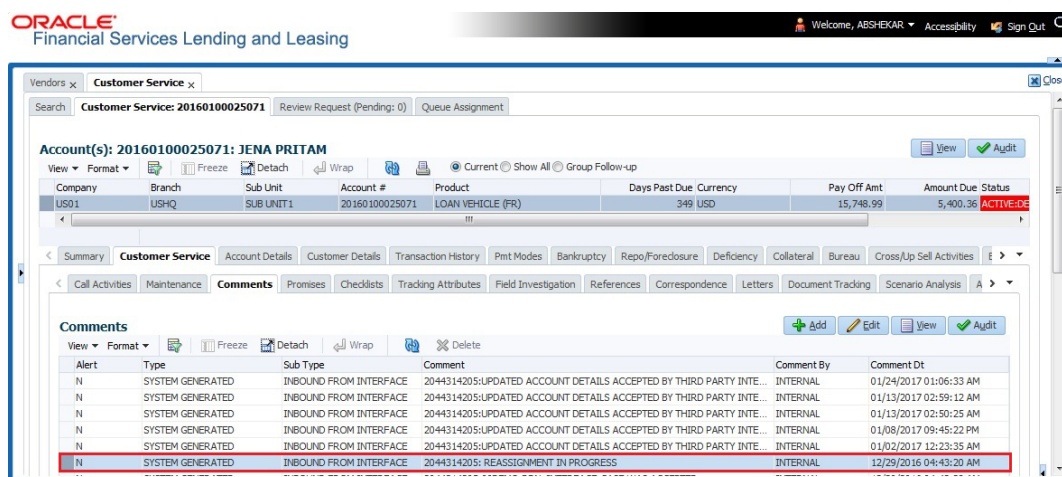 ORACLE
Financial Services Lending and Leasing
Welcome, ABSHEKAR Accessibility Sign Out
Vendors x Customer Service x Close
Search Customer Service: 20160100025071 Review Request (Pending: 0) Queue Assignment
Account(s): 20160100025071: JENA PRITAM View Audit
View Format Freeze Detach Wrap Current Show All Group Follow-up
Company Branch Sub Unit Account # Product Days Past Due Currency Pay Off Amt Amount Due Status
US01 USHQ SUB UNIT1 20160100025071 LOAN VEHICLE (FR) 349 USD 15,748.99 5,400.36 ACTIVE:DE
Summary Customer Service Account Details Customer Details Transaction History Pmt Modes Bankruptcy Repo/Foreclosure Deficiency Collateral Bureau Cross/Up Sell Activities
Call Activities Maintenance Comments Promises Checklists Tracking Attributes Field Investigation References Correspondence Letters Document Tracking Scenario Analysis A
Comments Add Edit View Audit
View Format Freeze Detach Wrap Delete
Alert Type Sub Type Comment Comment By Comment Dt
N SYSTEM GENERATED INBOUND FROM INTERFACE 2044314205:UPDATED ACCOUNT DETAILS ACCEPTED BY THIRD PARTY INTE... INTERNAL 01/24/2017 01:06:33 AM
N SYSTEM GENERATED INBOUND FROM INTERFACE 2044314205:UPDATED ACCOUNT DETAILS ACCEPTED BY THIRD PARTY INTE... INTERNAL 01/13/2017 02:59:12 AM
N SYSTEM GENERATED INBOUND FROM INTERFACE 2044314205:UPDATED ACCOUNT DETAILS ACCEPTED BY THIRD PARTY INTE... INTERNAL 01/13/2017 02:50:25 AM
N SYSTEM GENERATED INBOUND FROM INTERFACE 2044314205:UPDATED ACCOUNT DETAILS ACCEPTED BY THIRD PARTY INTE... INTERNAL 01/08/2017 09:45:22 PM
N SYSTEM GENERATED INBOUND FROM INTERFACE 2044314205:UPDATED ACCOUNT DETAILS ACCEPTED BY THIRD PARTY INTE... INTERNAL 01/02/2017 12:23:35 AM
N SYSTEM GENERATED INBOUND FROM INTERFACE 2044314205: REASSIGNMENT IN PROGRESS INTERNAL 12/29/2016 04:43:20 AM